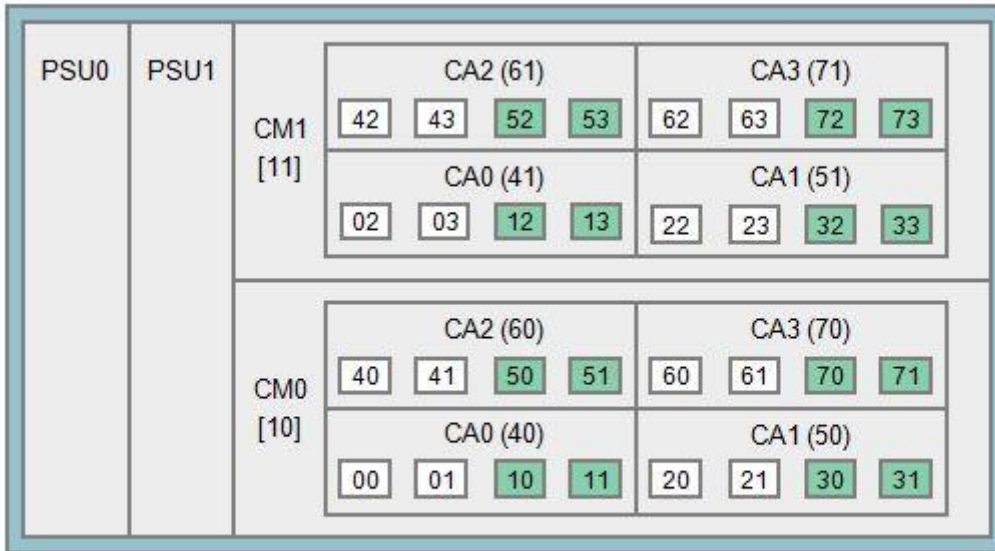 PSU0 PSU1
CM1
[11]
CA2 (61)
42 43 52 53
CA3 (71)
62 63 72 73
CA0 (41)
02 03 12 13
CA1 (51)
22 23 32 33
CM0
[10]
CA2 (60)
40 41 50 51
CA3 (70)
60 61 70 71
CA0 (40)
00 01 10 11
CA1 (50)
20 21 30 31